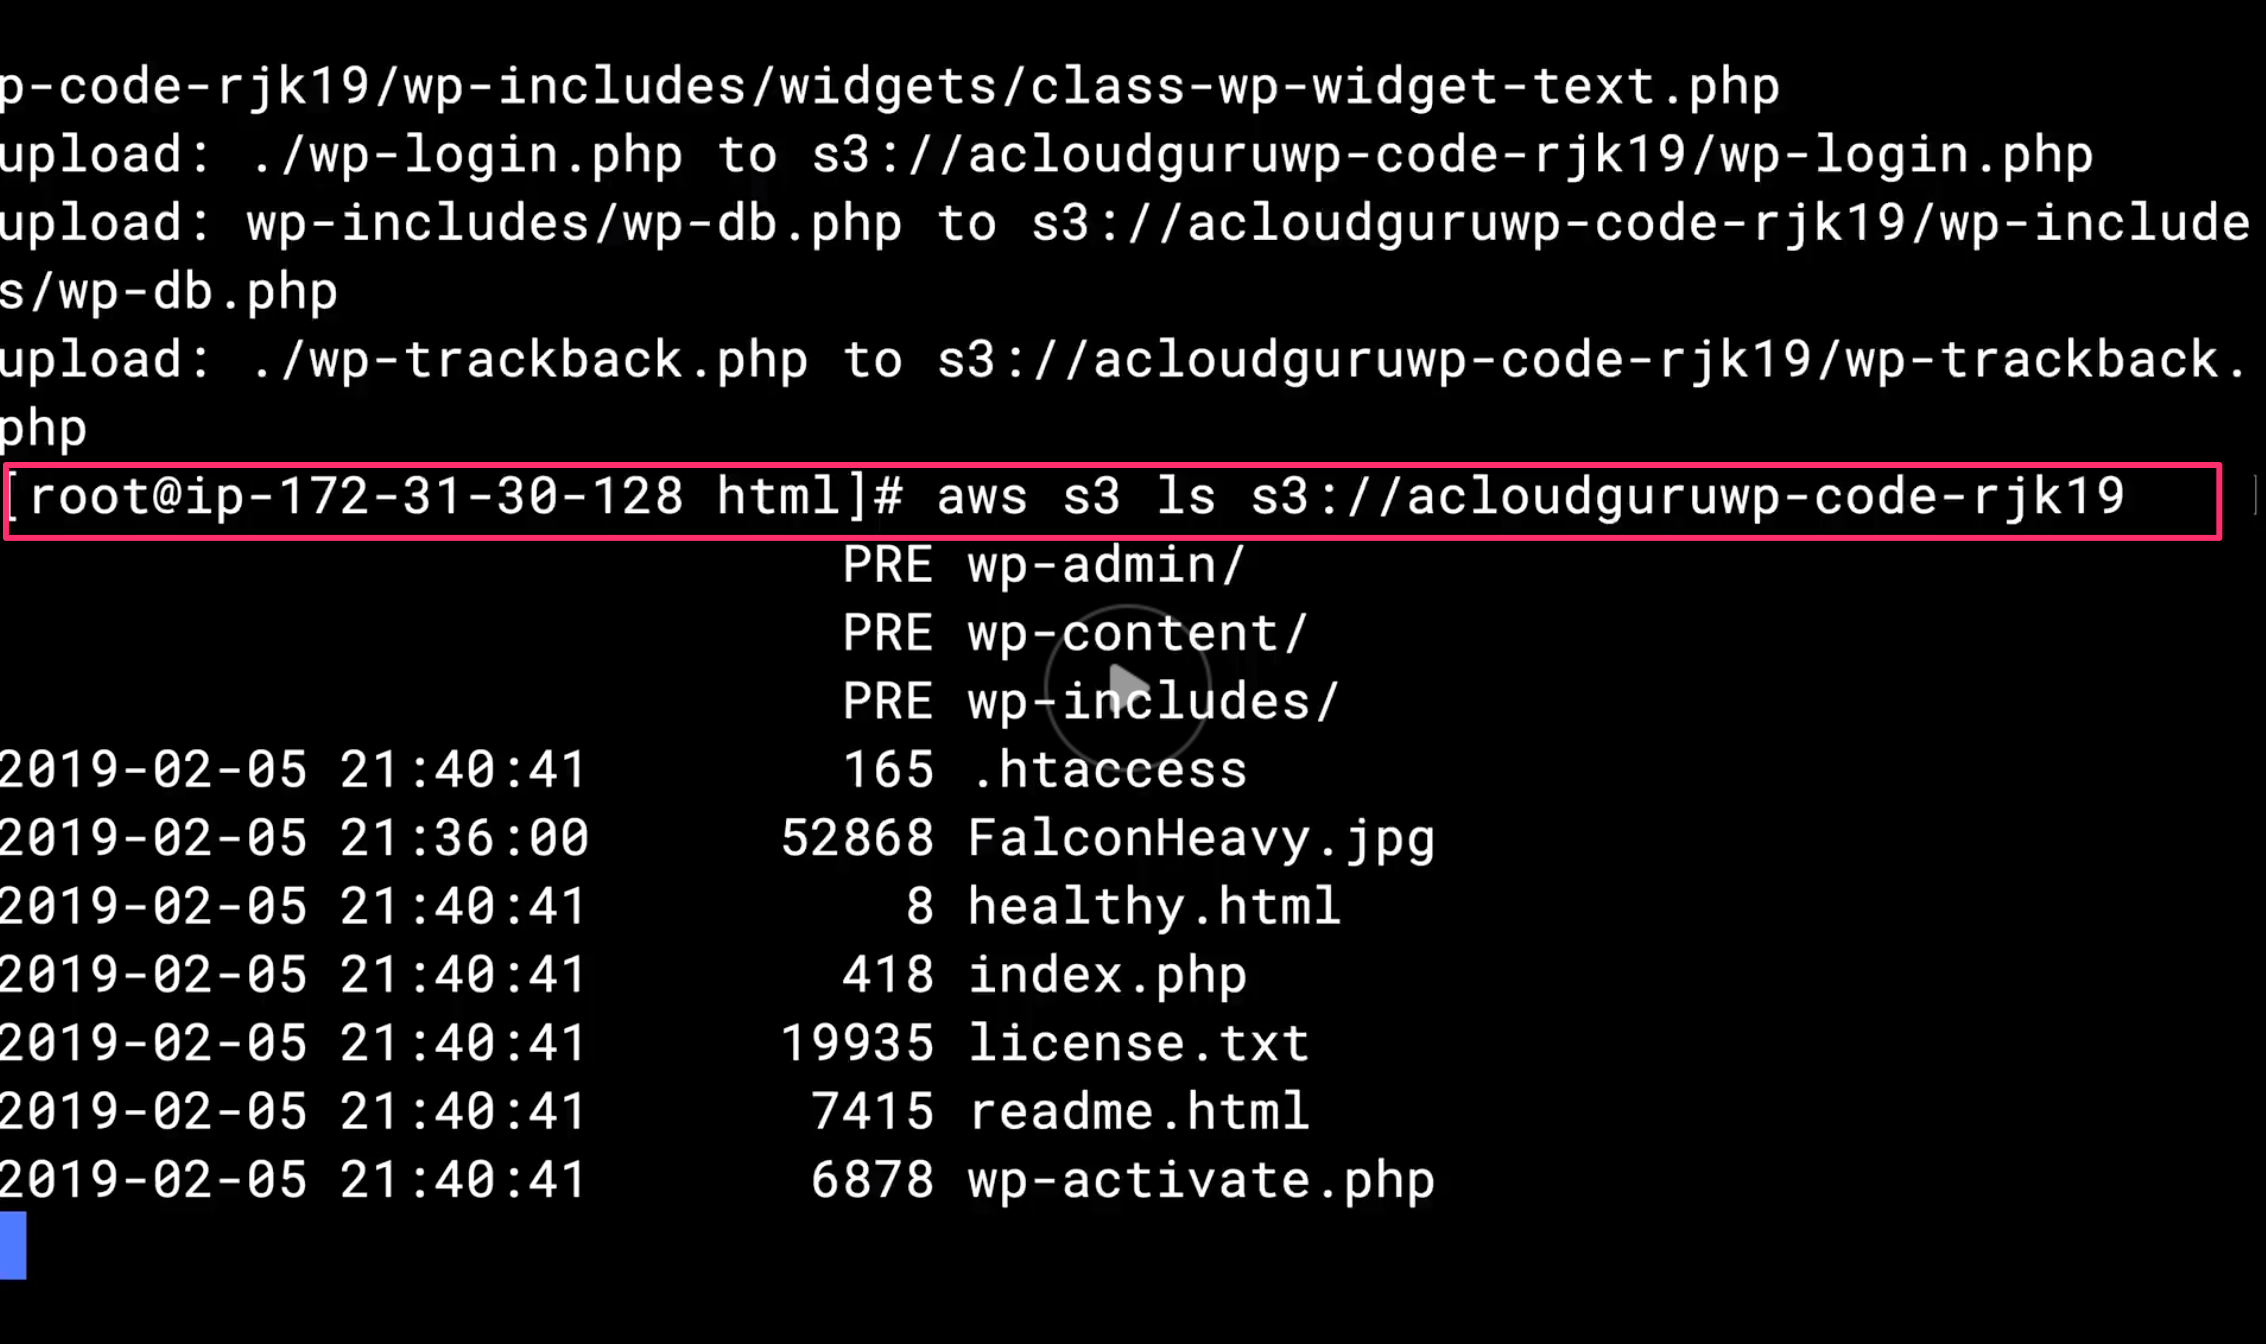 p-code-rjk19/wp-includes/widgets/class-wp-widget-text.php
upload: ./wp-login.php to s3://acloudguruwp-code-rjk19/wp-login.php
upload: wp-includes/wp-db.php to s3://acloudguruwp-code-rjk19/wp-include
s/wp-db.php
upload: ./wp-trackback.php to s3://acloudguruwp-code-rjk19/wp-trackback.
php
[root@ip-172-31-30-128 html]# aws s3 ls s3://acloudguruwp-code-rjk19    ]
                           PRE wp-admin/
                           PRE wp-content/
                           PRE wp-includes/
2019-02-05 21:40:41        165 .htaccess
2019-02-05 21:36:00      52868 FalconHeavy.jpg
2019-02-05 21:40:41          8 healthy.html
2019-02-05 21:40:41        418 index.php
2019-02-05 21:40:41      19935 license.txt
2019-02-05 21:40:41       7415 readme.html
2019-02-05 21:40:41       6878 wp-activate.php